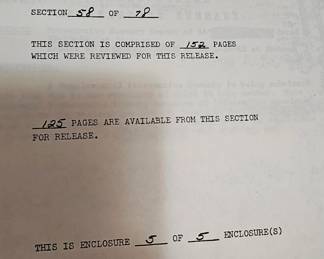 SECTION 58 OF 78
THIS SECTION IS COMPRISED OF 152 PAGES
WHICH WERE REVIEWED FOR THIS RELEASE.
125 PAGES ARE AVAILABLE FROM THIS SECTION
FOR RELEASE.
THIS IS ENCLOSURE 5 OF 5 ENCLOSURE(S)